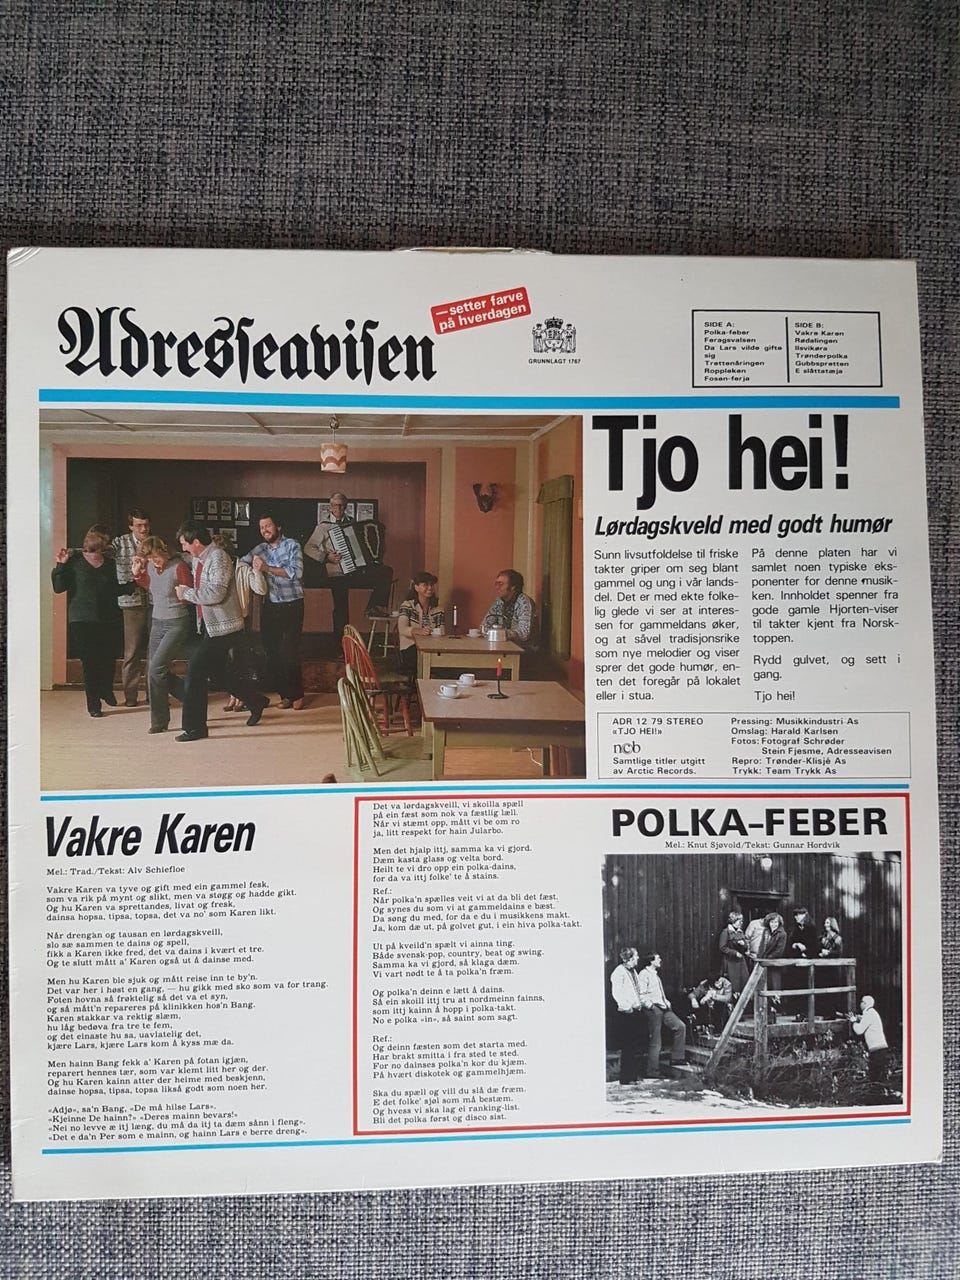 Adresseavisen
— setter farve
på hverdagen
GRUNNLAGT 1767
SIDE A:
Polka-feber
Føragsvalsen
Da Lars vilde gifte
sig
Trettenåringen
Roppleken
Fosen-ferja
SIDE B:
Vakre Karen
Rødalingen
Ilsvikøra
Trønderpolka
Gubbspretten
E slåttatæja
Tjo hei!
Lørdagskveld med godt humør
Sunn livsutfoldelse til friske
takter griper om seg blant
gammel og ung i vår lands-
del. Det er med ekte folke-
lig glede vi ser at interes-
sen for gammeldans øker,
og at såvel tradisjonsrike
som nye melodier og viser
sprer det gode humør, en-
ten det foregår på lokalet
eller i stua.
På denne platen har vi
samlet noen typiske eks-
ponenter for denne musik-
ken. Innholdet spenner fra
gode gamle Hjorten-viser
til takter kjent fra Norsk-
toppen.
Rydd gulvet, og sett i
gang.
Tjo hei!
ADR 12 79 STEREO
«TJO HEI!»
ncb
Samtlige titler utgitt
av Arctic Records.
Pressing: Musikkindustri As
Omslag: Harald Karlsen
Fotos: Fotograf Schrøder
Stein Fjesme, Adresseavisen
Repro: Trønder-Klisjé As
Trykk: Team Trykk As
Vakre Karen
Mel.: Trad./Tekst: Alv Schiefloe
Vakre Karen va tyve og gift med ein gammel fesk,
som va rik på mynt og slikt, men va støgg og hadde gikt.
Og hu Karen va sprettandes, livat og fresk,
dainsa hopsa, tipsa, topsa, det va no' som Karen likt.
Når drengan og tausan en lørdagskveill,
slo sæ sammen te dains og spell,
fikk a Karen ikke fred, det va dains i kvært et tre.
Og te slutt mått a' Karen også ut å dainse med.
Men hu Karen ble sjuk og mått reise inn te by'n.
Det var her i høst en gang, — hu gikk med sko som va for trang.
Foten hovna så frøktelig så det va et syn,
og så mått'n repareres på klinikken hos'n Bang.
Karen stakkar va rektig slæm,
hu låg bedøva fra tre te fem,
og det einaste hu sa, uavlatelig det,
kjære Lars, kjære Lars kom å kyss mæ da.
Men hainn Bang fekk a' Karen på fotan igjæn,
reparert hennes tær, som var klemt litt her og der.
Og hu Karen kainn atter der heime med beskjenn,
dainse hopsa, tipsa, topsa likså godt som noen her.
«Adjø», sa'n Bang, «De må hilse Lars».
«Kjeinne De hainn?» «Deres mainn bevars!»
«Nei no levve æ itj læng, du må da itj ta dæm sånn i fleng».
«Det e da'n Per som e mainn, og hainn Lars e berre dreng».
Det va lørdagskveill, vi skoilla spæll
på ein fæst som nok va fæstlig læll.
Når vi stæmt opp, mått vi be om ro
ja, litt respekt for hain Jularbo.
Men det hjalp ittj, samma ka vi gjord.
Dæm kasta glass og velta bord.
Heilt te vi dro opp ein polka-dains,
for da va ittj folke' te å stains.
Ref.:
Når polka'n spælles veit vi at da bli det fæst.
Og synes du som vi at gammeldains e bæst.
Da søng du med, for da e du i musikkens makt.
Ja, kom dæ ut, på golvet gut, i ein hiva polka-takt.
Ut på kveild'n spælt vi ainna ting.
Både svensk-pop, country, beat og swing.
Samma ka vi gjord, så klaga dæm.
Vi vart nødt te å ta polka'n fræm.
Og polka'n deinn e lætt å dains.
Så ein skoill ittj tru at nordmeinn fainns,
som ittj kainn å hopp i polka-takt.
No e polka «in», så saint som sagt.
Ref.:
Og deinn fæsten som det starta med.
Har brakt smitta i fra sted te sted.
For no dainses polka'n kor du kjæm.
På hvært diskotek og gammelhjæm.
Ska du spæll og vill du slå dæ fræm.
E det folke' sjøl som må bestæm.
Og hvess vi ska lag ei ranking-list.
Bli det polka først og disco sist.
POLKA-FEBER
Mel.: Knut Sjøvold/Tekst: Gunnar Hordvik